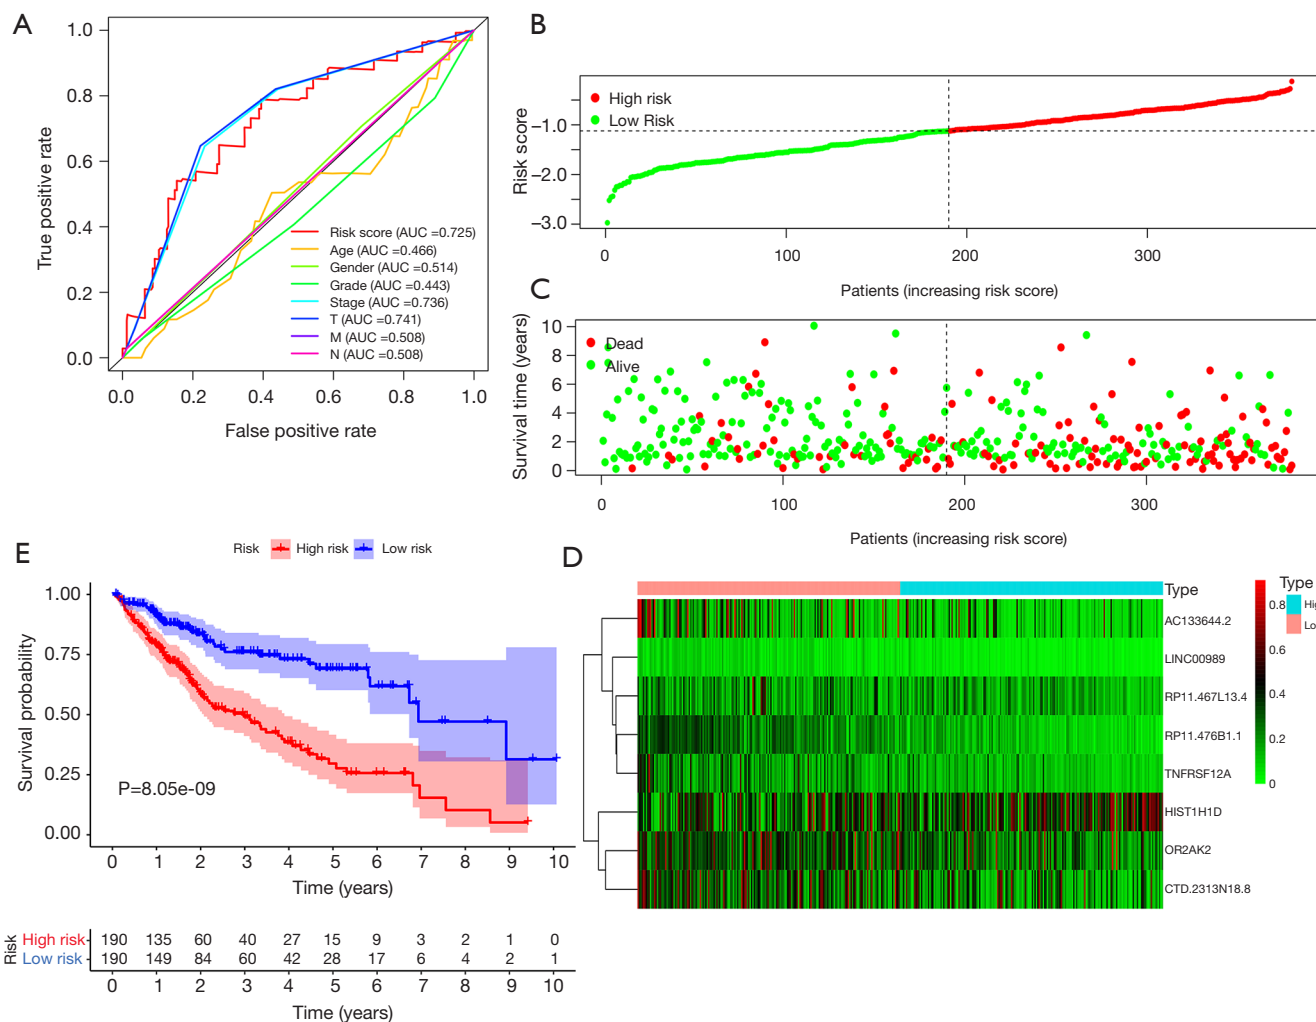 A
True positive rate
1.0
0.8
0.6
0.4
0.2
0.0
Risk score (AUC =0.725)
Age (AUC =0.466)
Gender (AUC =0.514)
Grade (AUC =0.443)
Stage (AUC =0.736)
T (AUC =0.741)
M (AUC =0.508)
N (AUC =0.508)
0.0 0.2 0.4 0.6 0.8 1.0
False positive rate
B
Risk score
High risk
Low Risk
−1.0
−2.0
−3.0
0 100 200 300
Patients (increasing risk score)
C
Survival time (years)
10
8
6
4
2
0
Dead
Alive
0 100 200 300
Patients (increasing risk score)
E
Risk High risk Low risk
Survival probability
1.00
0.75
0.50
0.25
0.00
P=8.05e-09
0 1 2 3 4 5 6 7 8 9 10
Time (years)
Risk
High risk 190 135 60 40 27 15 9 3 2 1 0
Low risk 190 149 84 60 42 28 17 6 4 2 1
0 1 2 3 4 5 6 7 8 9 10
Time (years)
D
Type
AC133644.2
LINC00989
RP11.467L13.4
RP11.476B1.1
TNFRSF12A
HIST1H1D
OR2AK2
CTD.2313N18.8
0.8
0.6
0.4
0.2
0
Type
Hig
Lo